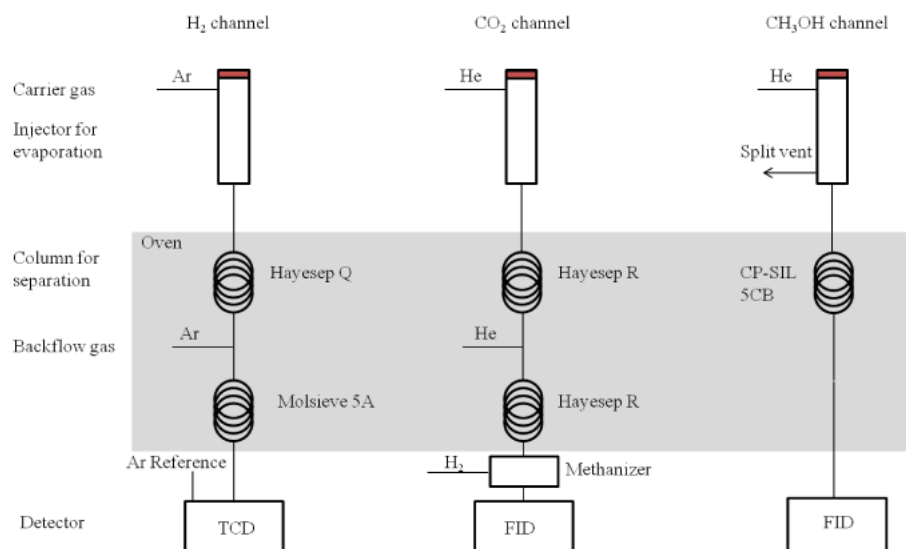 H2 channel
CO2 channel
CH3OH channel
Carrier gas
Ar
He
He
Injector for
evaporation
Split vent
Oven
Column for
separation
Hayesep Q
Hayesep R
CP-SIL
5CB
Backflow gas
Ar
He
Molsieve 5A
Hayesep R
Ar Reference
H2
Methanizer
Detector
TCD
FID
FID